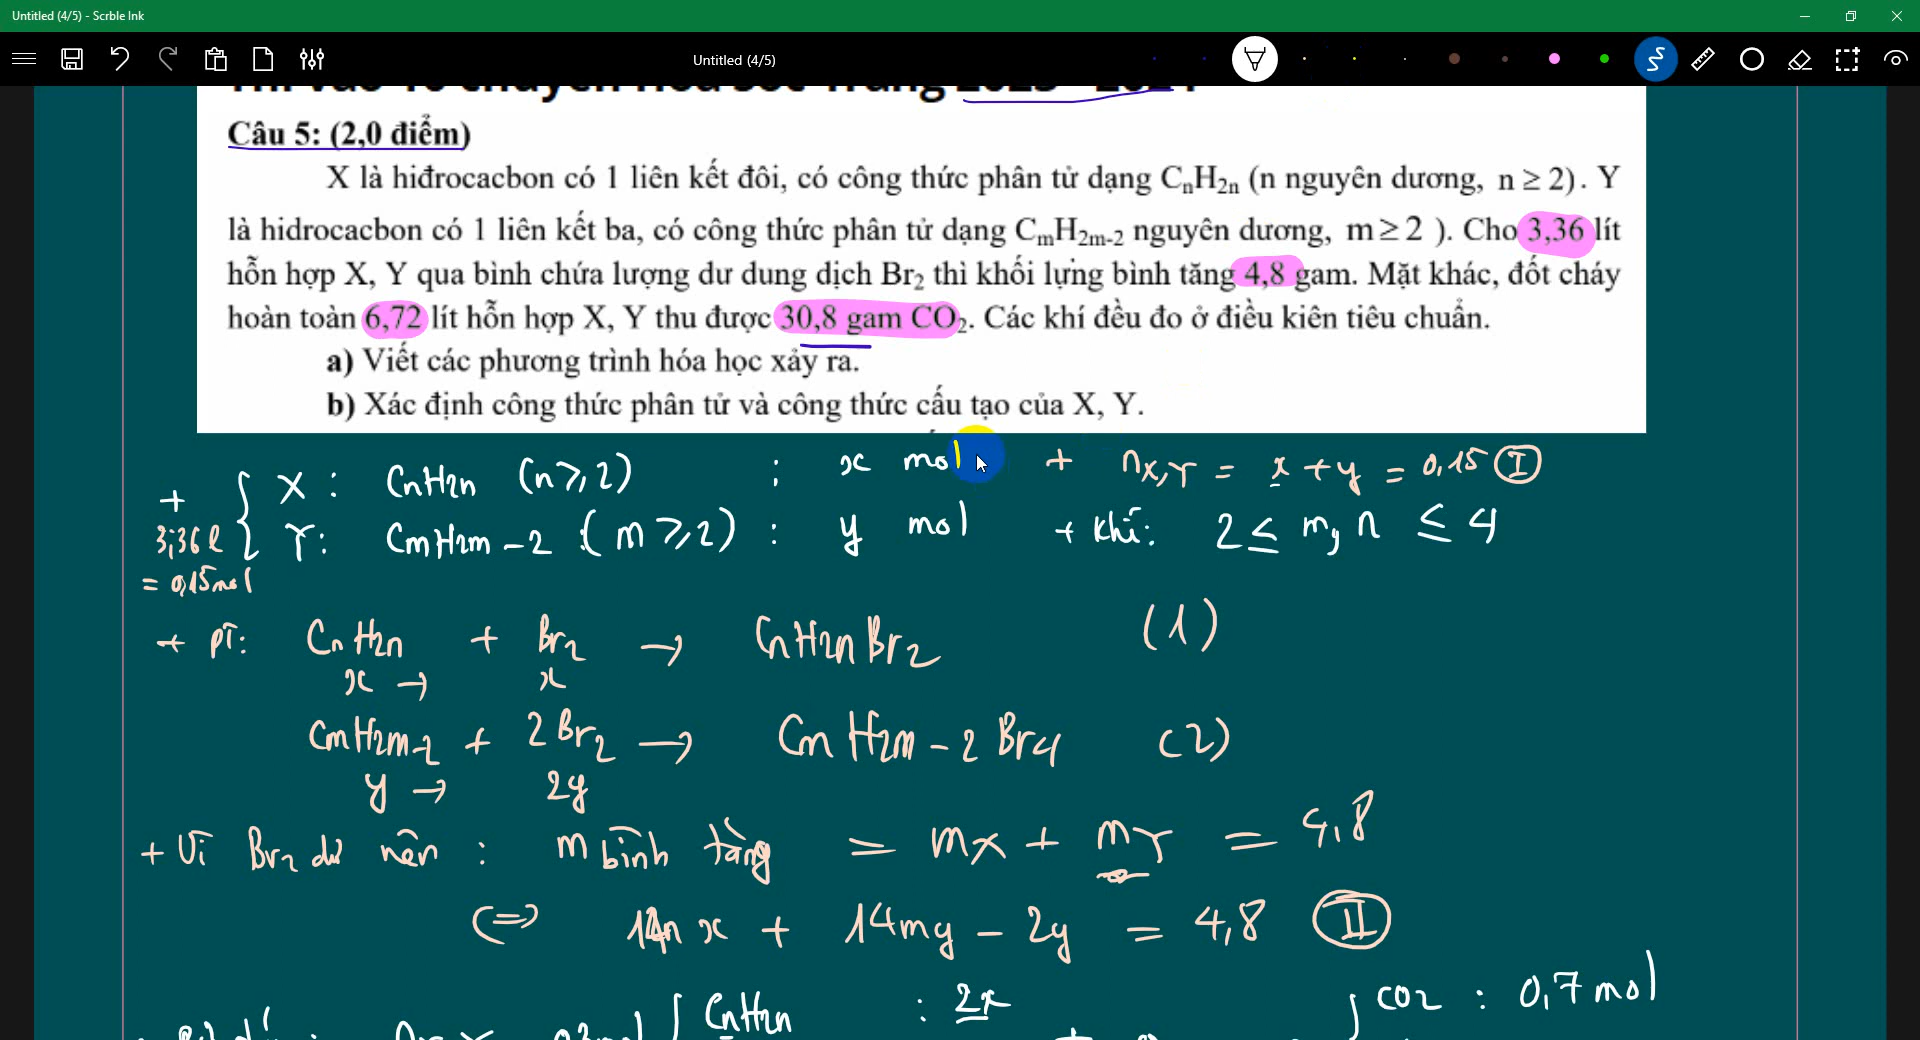 Untitled (4/5) - Scrble Ink
Untitled (4/5)
Câu 5: (2,0 điểm)
X là hiđrocacbon có 1 liên kết đôi, có công thức phân tử dạng CnH2n (n nguyên dương, n ≥ 2). Y
là hidrocacbon có 1 liên kết ba, có công thức phân tử dạng CmH2m-2 nguyên dương, m ≥ 2 ). Cho 3,36 lít
hỗn hợp X, Y qua bình chứa lượng dư dung dịch Br2 thì khối lựng bình tăng 4,8 gam. Mặt khác, đốt cháy
hoàn toàn 6,72 lít hỗn hợp X, Y thu được 30,8 gam CO2. Các khí đều đo ở điều kiên tiêu chuẩn.
a) Viết các phương trình hóa học xảy ra.
b) Xác định công thức phân tử và công thức cấu tạo của X, Y.
X : CnH2n (n ≥ 2) : x mol + nX,Y = x + y = 0,15 (I)
+ 3,36 l = 0,15 mol
Y: CmH2m-2 ( m ≥ 2) : y mol + khí: 2 ≤ m, n ≤ 4
+ PT: CnH2n + Br2 → CnH2nBr2 (1)
x → x
CmH2m-2 + 2Br2 → CmH2m-2Br4 (2)
y → 2y
+ Vì Br2 dư nên : m bình tăng = mX + mY = 4,8
⇔ 14nx + 14my - 2y = 4,8 (II)
CnH2n : 2x CO2 : 0,7 mol